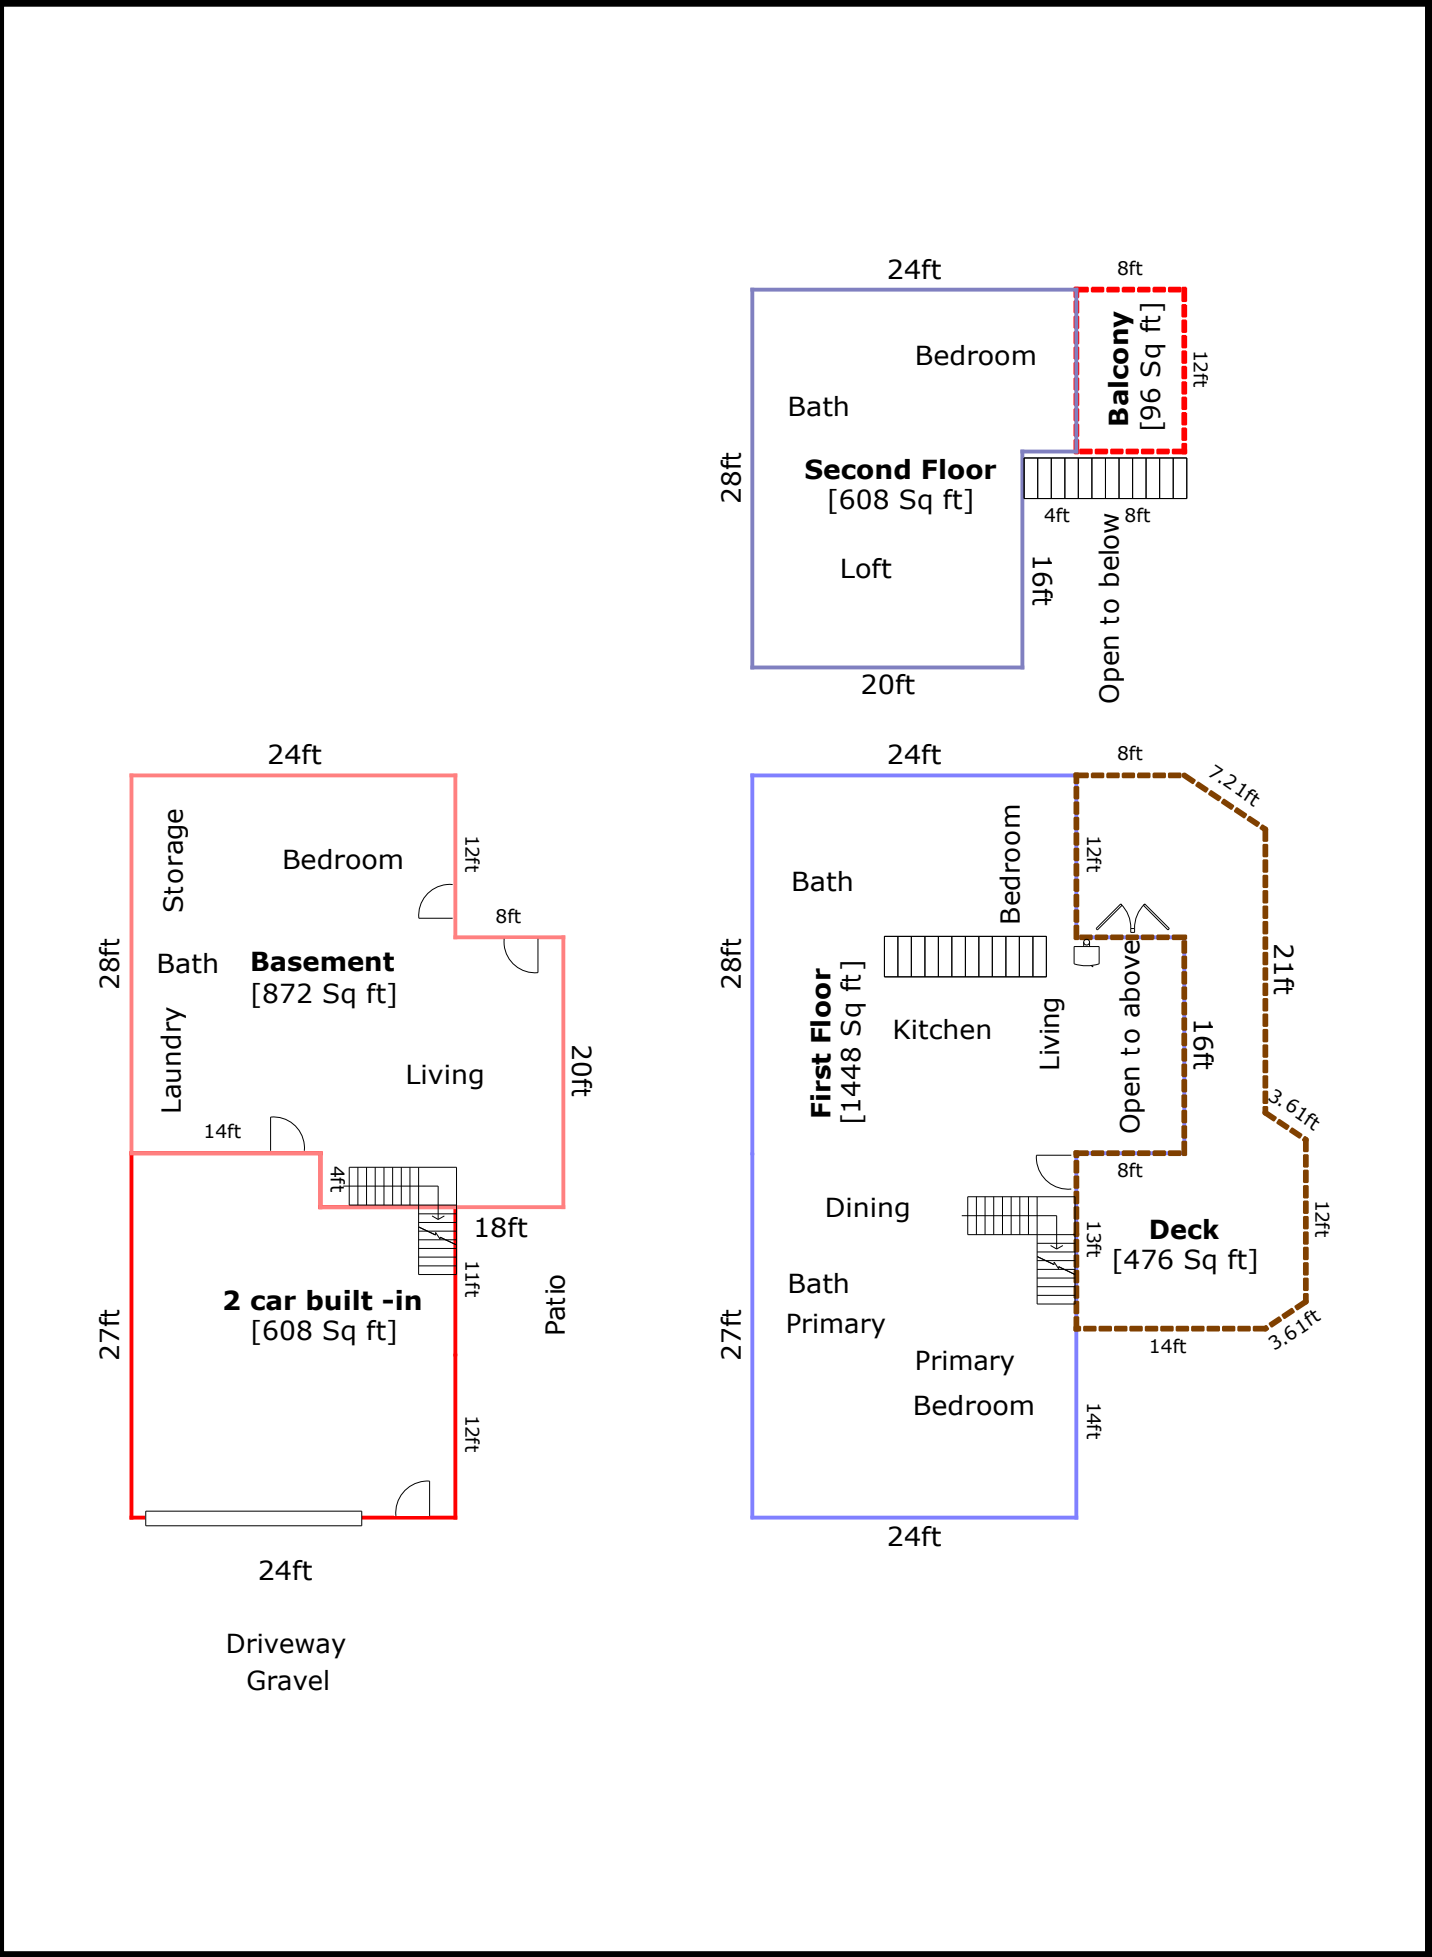 24ft
8ft
Balcony
[96 Sq ft]
12ft
Bedroom
Bath
28ft
Second Floor
[608 Sq ft]
4ft
8ft
Open to below
16ft
Loft
20ft
24ft
Storage
Bedroom
12ft
8ft
28ft
Bath
Basement
[872 Sq ft]
Laundry
Living
20ft
14ft
4ft
18ft
11ft
2 car built -in
[608 Sq ft]
Patio
27ft
12ft
24ft
Driveway
Gravel
24ft
8ft
7.21ft
Bedroom
12ft
Bath
28ft
First Floor
[1448 Sq ft]
Kitchen
Living
Open to above
16ft
21ft
3.61ft
8ft
Dining
13ft
Deck
[476 Sq ft]
12ft
Bath
Primary
27ft
14ft
3.61ft
Primary
Bedroom
14ft
24ft